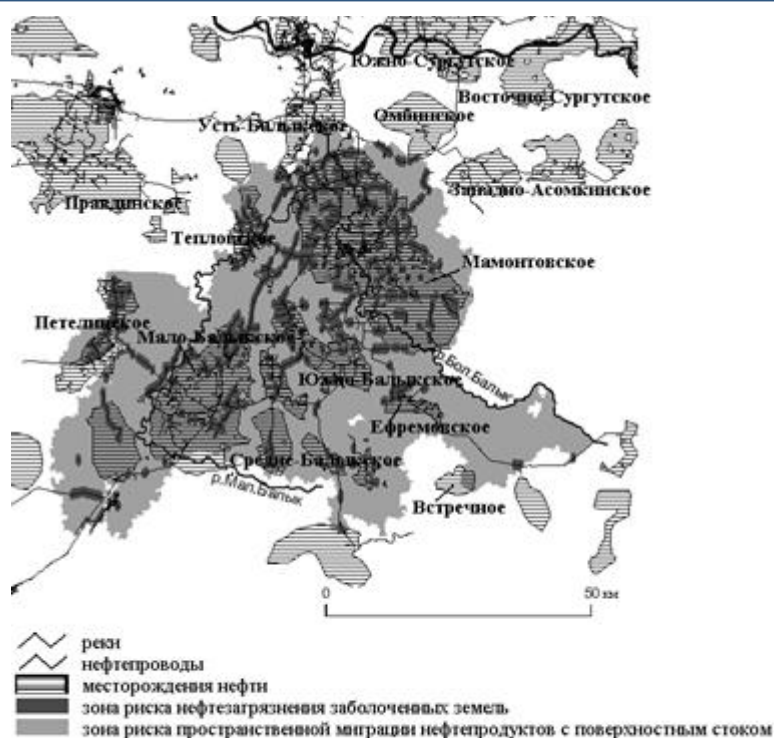 Южно-Сургутское
Восточно-Сургутское
Омбинское
Усть-Балыкское
Западно-Асомкинское
Правдинское
Тепловское
Мамонтовское
Петелинское
Мало-Балыкское
р.Бол.Балык
Южно-Балыкское
Ефремовское
Средне-Балыкское
р.Мал.Балык
Встречное
0 50 км
реки
нефтепроводы
месторождения нефти
зона риска нефтезагрязнения заболоченных земель
зона риска пространственной миграции нефтепродуктов с поверхностным стоком